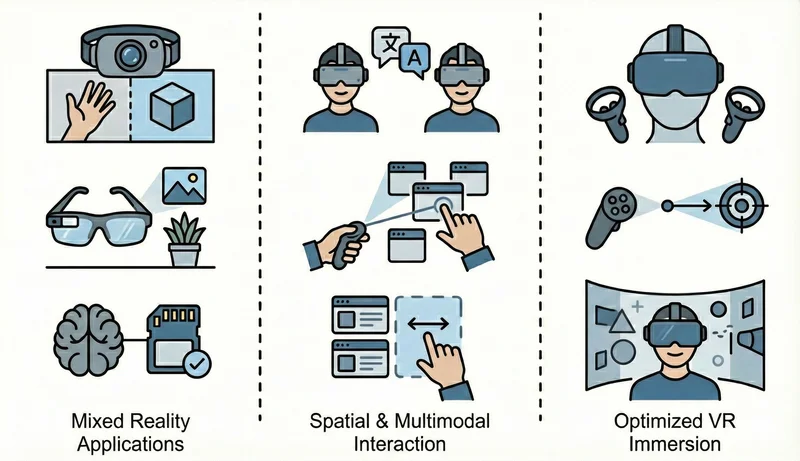 文
A
Mixed Reality
Applications
Spatial & Multimodal
Interaction
Optimized VR
Immersion